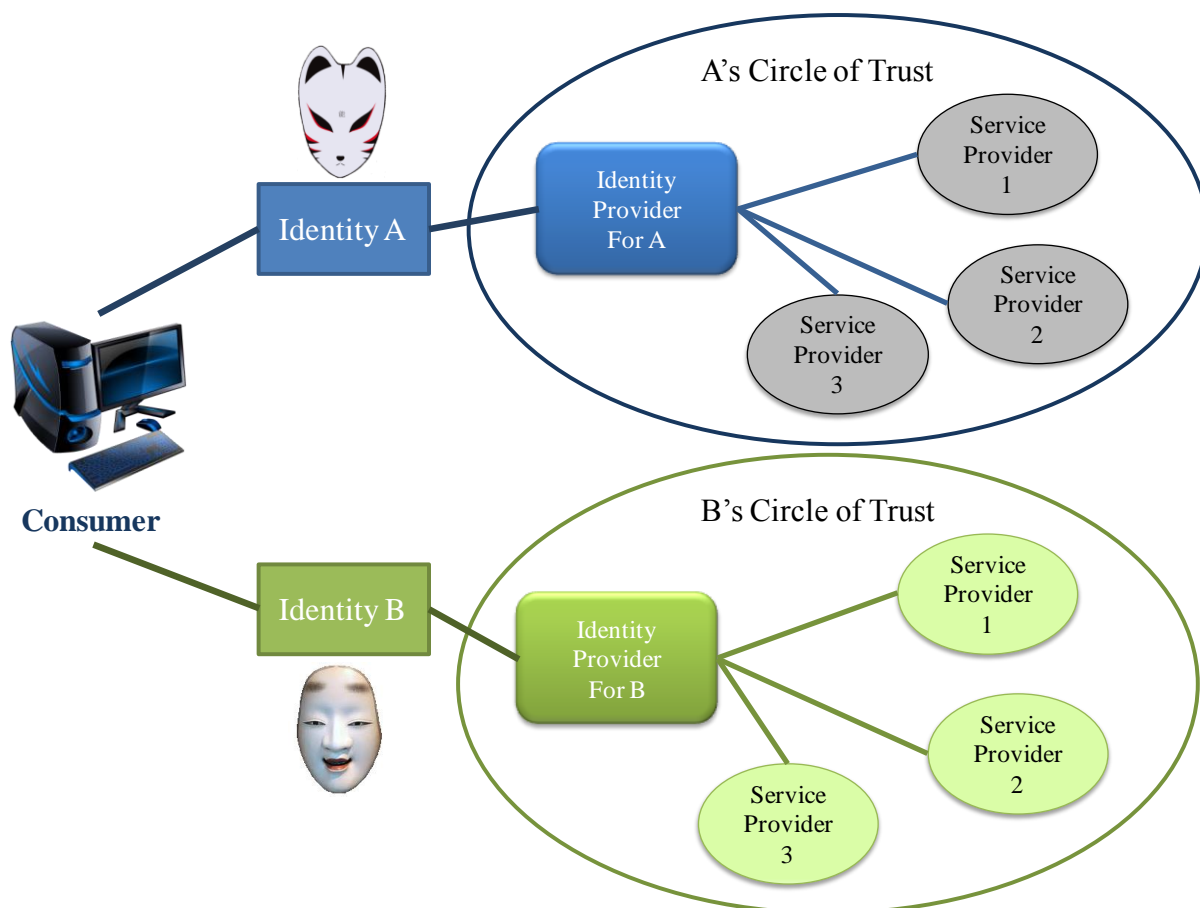 A’s Circle of Trust
Service
Provider
1
Identity
Provider
For A
Identity A
Service
Provider
2
Service
Provider
3
Consumer
B’s Circle of Trust
Service
Provider
1
Identity B
Identity
Provider
For B
Service
Provider
2
Service
Provider
3